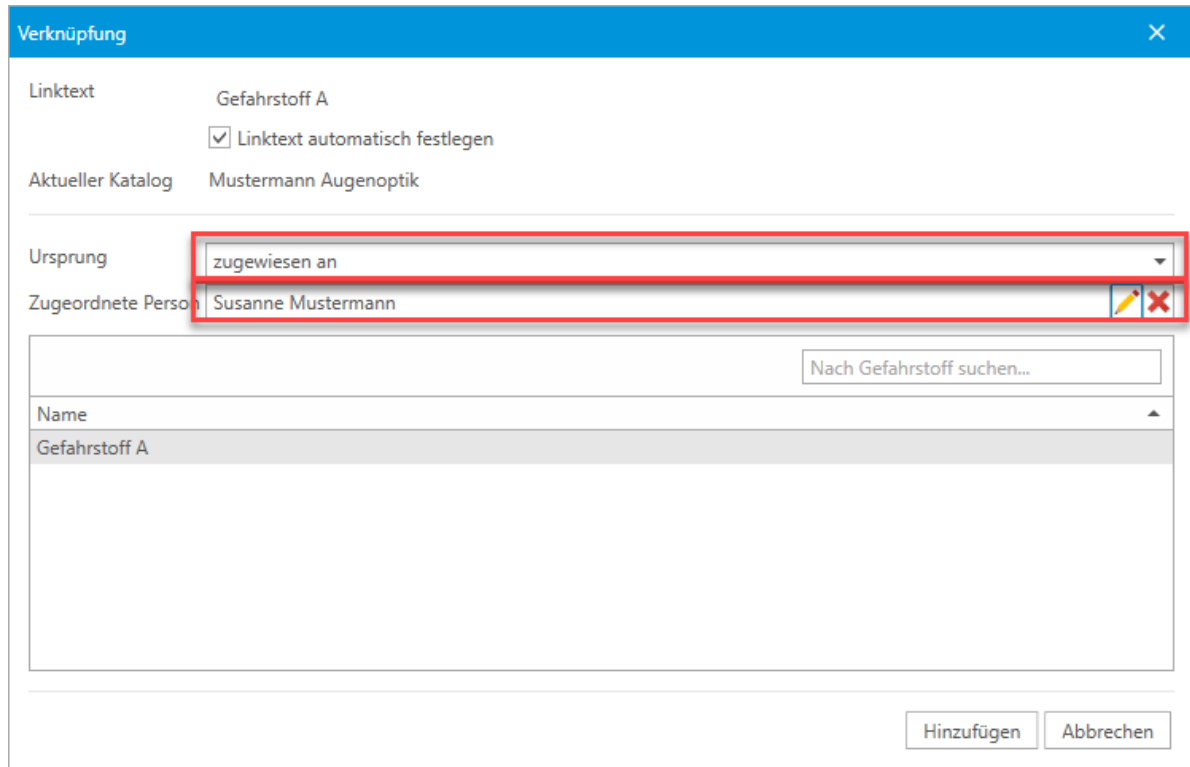 Verknüpfung
Linktext Gefahrstoff A
Linktext automatisch festlegen
Aktueller Katalog Mustermann Augenoptik
Ursprung zugewiesen an
Zugeordnete Person Susanne Mustermann
Nach Gefahrstoff suchen...
Name
Gefahrstoff A
Hinzufügen Abbrechen